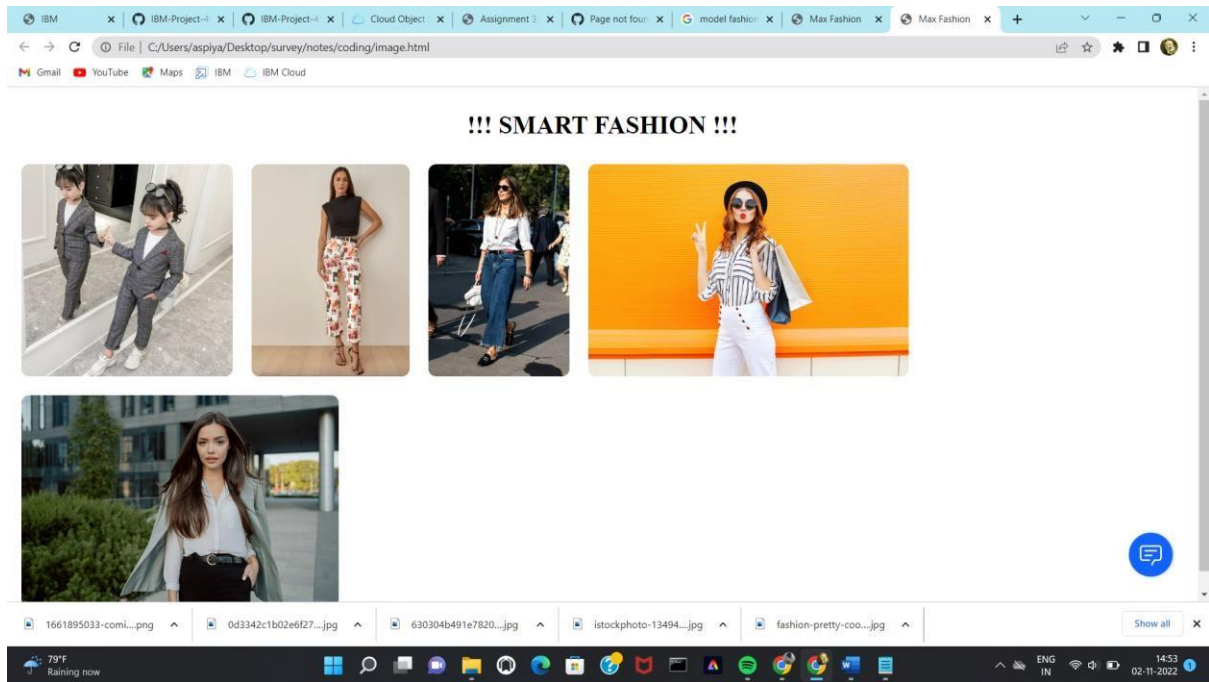 IBM IBM-Project-4 IBM-Project-4 Cloud Object Assignment 3. Page not foun model fashion Max Fashion Max Fashion
File | C:/Users/aspiya/Desktop/survey/notes/coding/image.html
Gmail YouTube Maps IBM IBM Cloud
!!! SMART FASHION !!!
1661895033-comi....png 0d3342c1b02e6f27....jpg 630304b491e7820....jpg istockphoto-13494....jpg fashion-pretty-coo....jpg Show all
79°F ENG 14:53
Raining now IN 02-11-2022 1